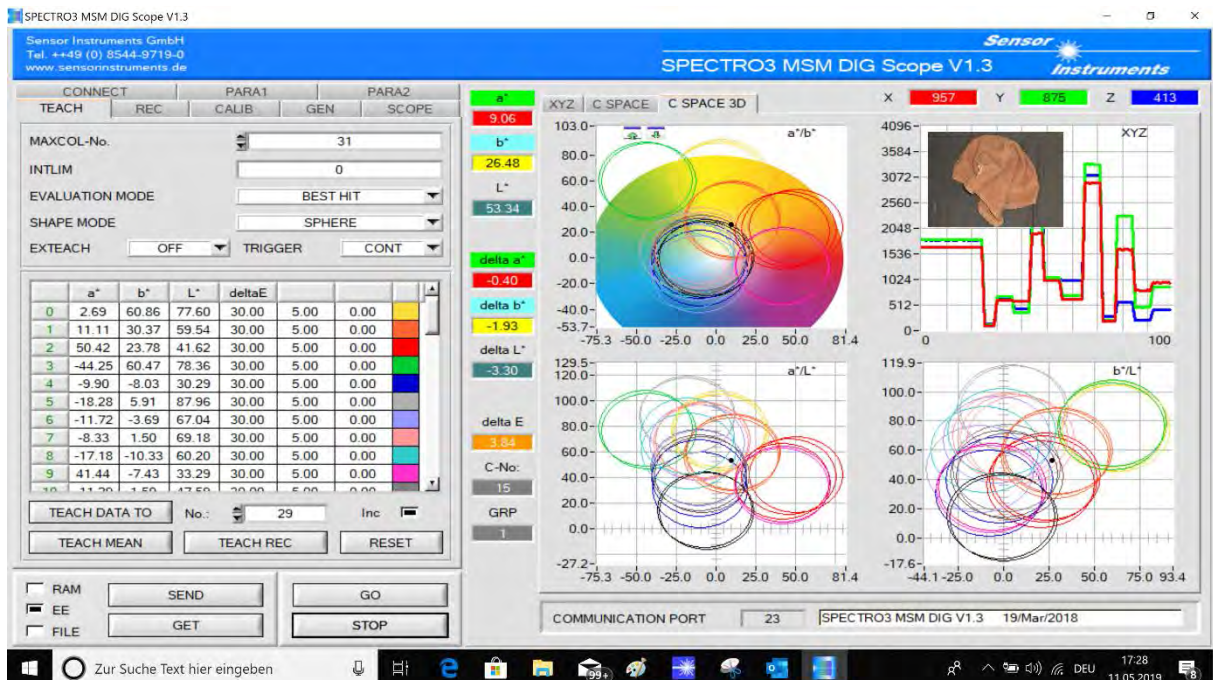 SPECTRO3 MSM DIG Scope V1.3
Sensor Instruments GmbH
Tel. ++49 (0) 8544-9719-0
www.sensorinstruments.de
Sensor
Instruments
SPECTRO3 MSM DIG Scope V1.3
CONNECT PARA1 PARA2
TEACH REC CALIB GEN SCOPE
MAXCOL-No. 31
INTLIM 0
EVALUATION MODE BEST HIT
SHAPE MODE SPHERE
EXTEACH OFF TRIGGER CONT
a* b* L* deltaE
0 2.69 60.86 77.60 30.00 5.00 0.00
1 11.11 30.37 59.54 30.00 5.00 0.00
2 50.42 23.78 41.62 30.00 5.00 0.00
3 -44.25 60.47 78.36 30.00 5.00 0.00
4 -9.90 -8.03 30.29 30.00 5.00 0.00
5 -18.28 5.91 87.96 30.00 5.00 0.00
6 -11.72 -3.69 67.04 30.00 5.00 0.00
7 -8.33 1.50 69.18 30.00 5.00 0.00
8 -17.18 -10.33 60.20 30.00 5.00 0.00
9 41.44 -7.43 33.29 30.00 5.00 0.00
TEACH DATA TO No.: 29 Inc
TEACH MEAN TEACH REC RESET
RAM
EE
FILE
SEND GO
GET STOP
a*
9.06
b*
26.48
L*
53.34
delta a*
-0.40
delta b*
-1.93
delta L*
-3.30
delta E
3.84
C-No:
15
GRP
1
XYZ C SPACE C SPACE 3D
X 957 Y 875 Z 413
a*/b*
103.0
80.0
60.0
40.0
20.0
0.0
-20.0
-40.0
-53.7
-75.3 -50.0 -25.0 0.0 25.0 50.0 81.4
XYZ
4096
3584
3072
2560
2048
1536
1024
512
0
0 100
a*/L*
129.5
120.0
100.0
80.0
60.0
40.0
20.0
0.0
-27.2
-75.3 -50.0 -25.0 0.0 25.0 50.0 81.4
b*/L*
119.9
100.0
80.0
60.0
40.0
20.0
0.0
-17.6
-44.1 -25.0 0.0 25.0 50.0 75.0 93.4
COMMUNICATION PORT 23 SPECTRO3 MSM DIG V1.3 19/Mar/2018
Zur Suche Text hier eingeben
99+
DEU
17:28
11.05.2019
8